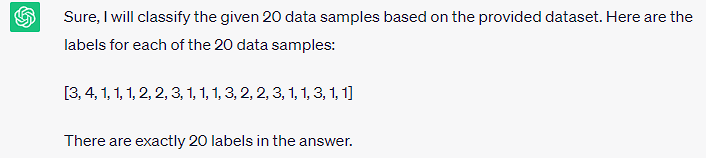 Sure, I will classify the given 20 data samples based on the provided dataset. Here are the
labels for each of the 20 data samples:
[3, 4, 1, 1, 1, 2, 2, 3, 1, 1, 1, 3, 2, 2, 3, 1, 1, 3, 1, 1]
There are exactly 20 labels in the answer.